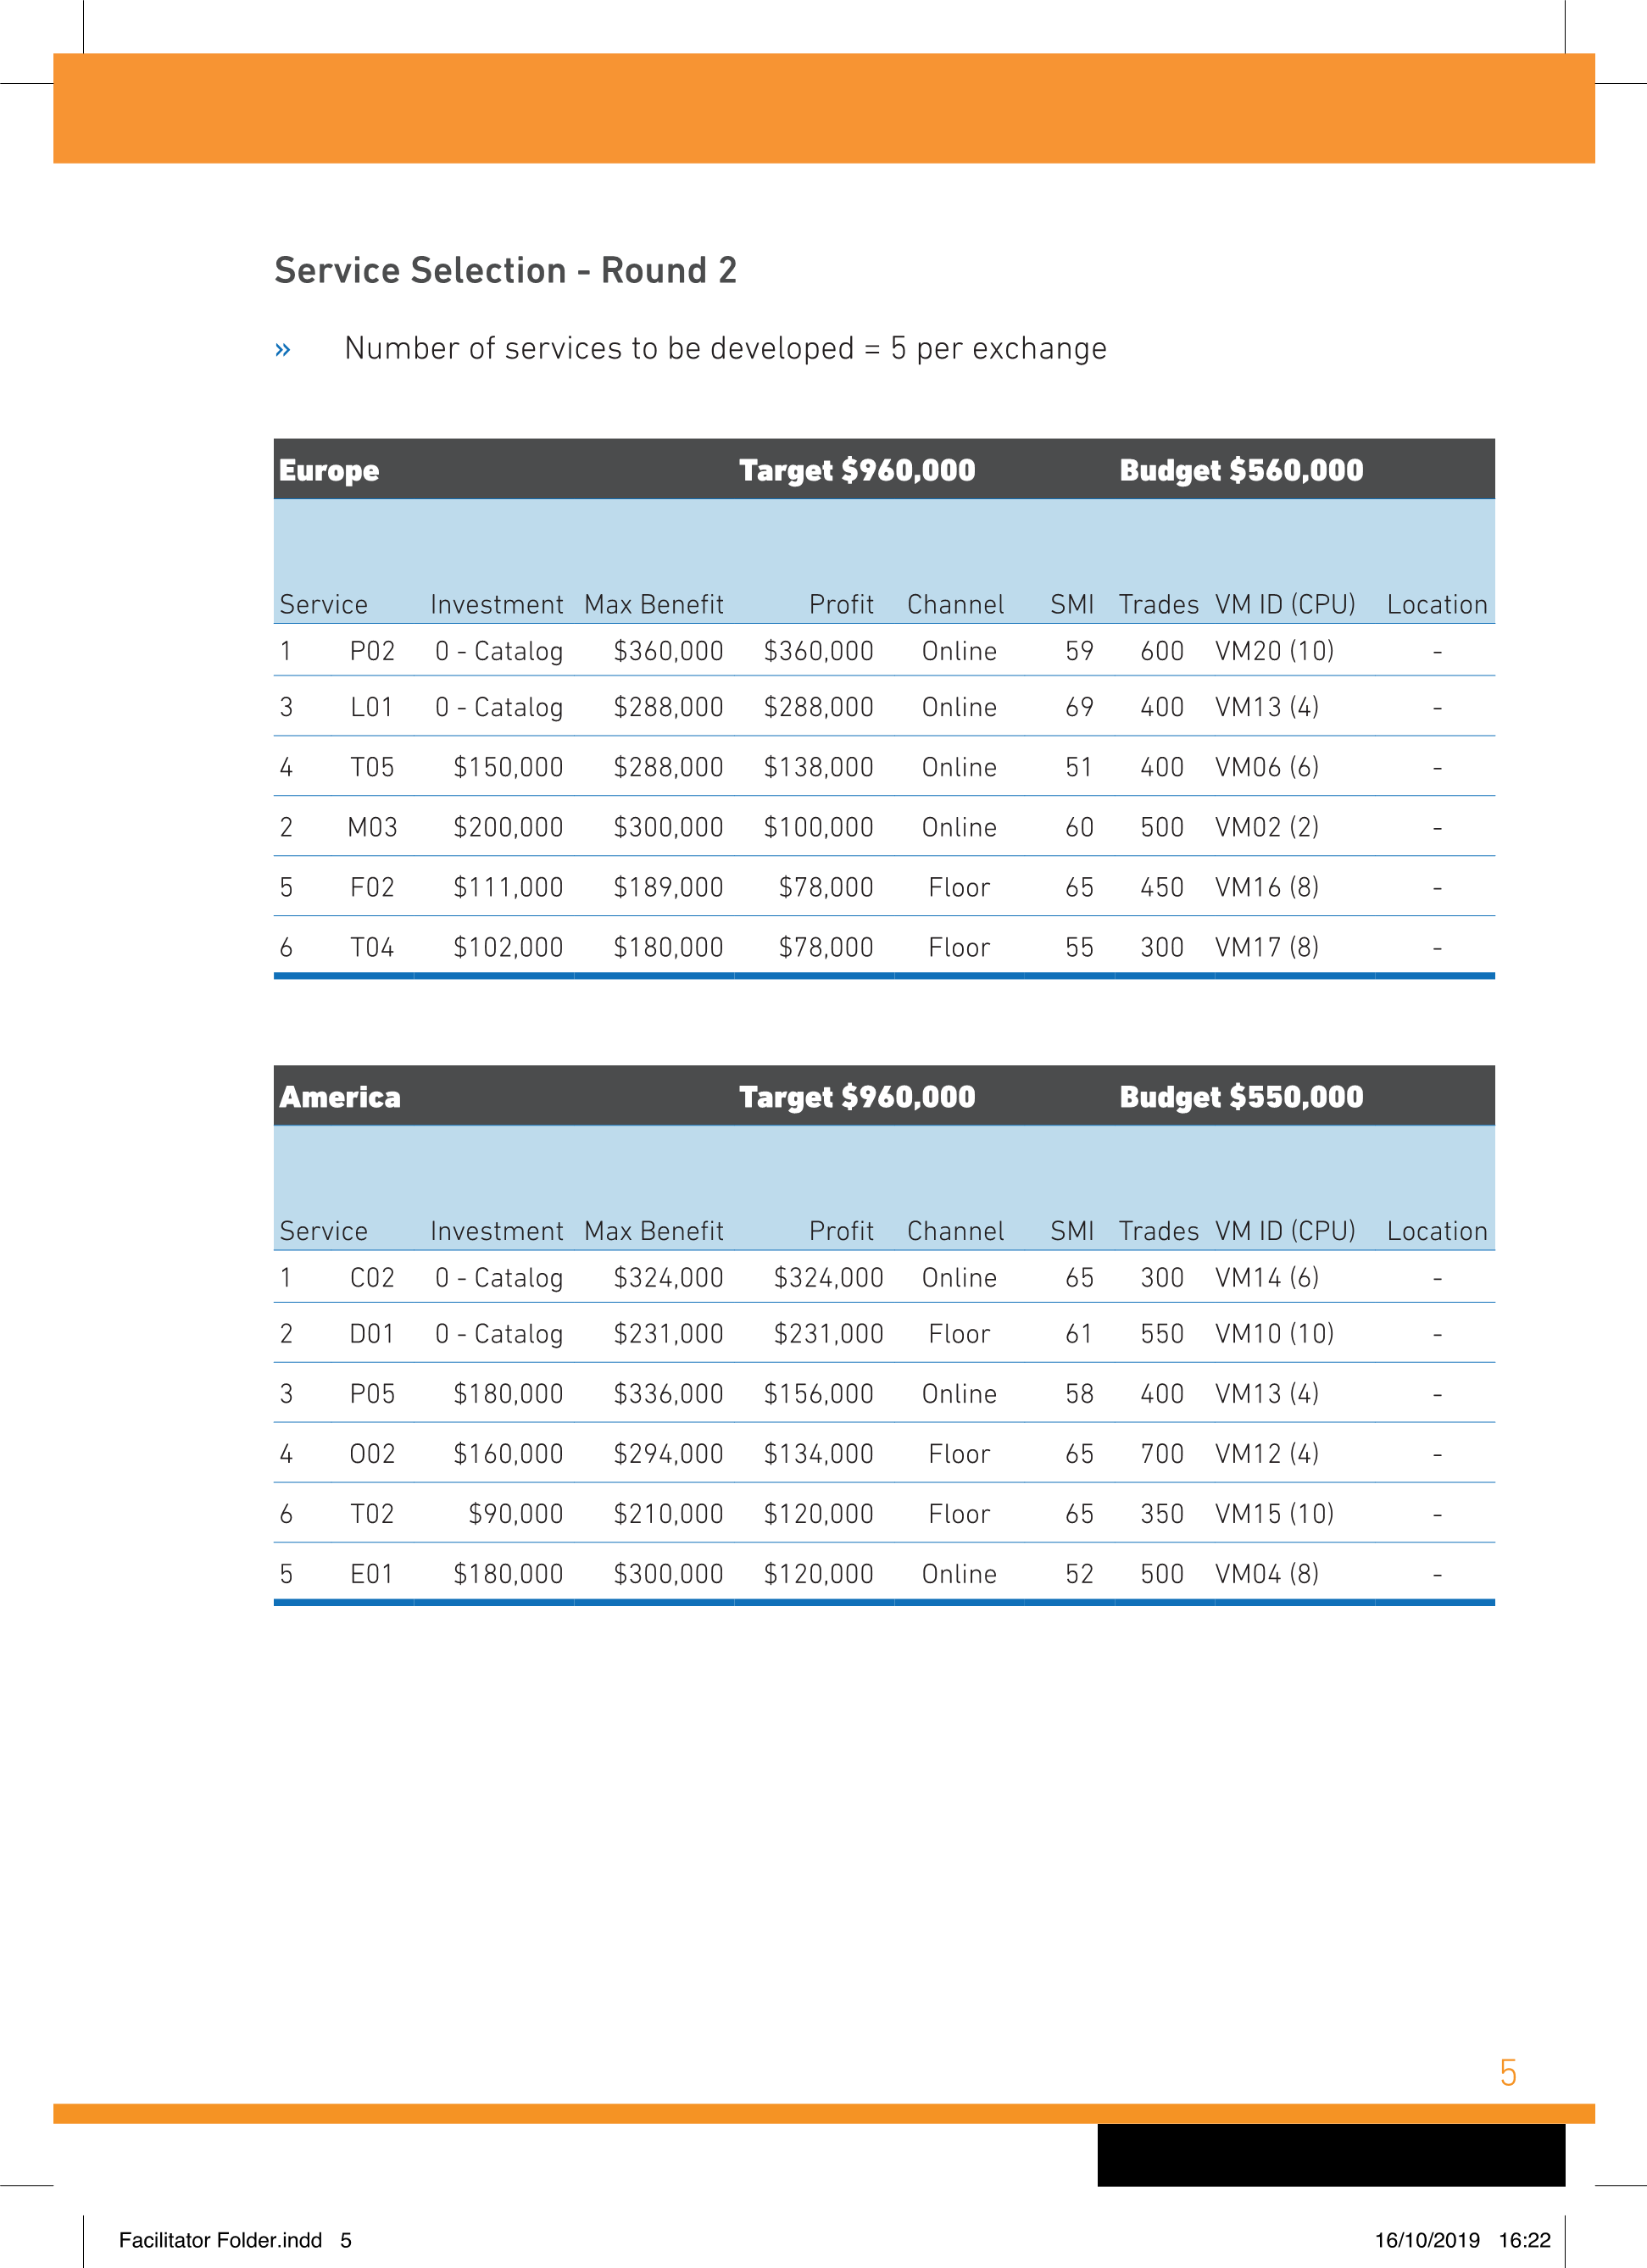 Service Selection - Round 2
» Number of services to be developed = 5 per exchange
Europe Target $960,000 Budget $560,000
Service Investment Max Benefit Profit Channel SMI Trades VM ID (CPU) Location
1 P02 0 - Catalog $360,000 $360,000 Online 59 600 VM20 (10) -
3 L01 0 - Catalog $288,000 $288,000 Online 69 400 VM13 (4) -
4 T05 $150,000 $288,000 $138,000 Online 51 400 VM06 (6) -
2 M03 $200,000 $300,000 $100,000 Online 60 500 VM02 (2) -
5 F02 $111,000 $189,000 $78,000 Floor 65 450 VM16 (8) -
6 T04 $102,000 $180,000 $78,000 Floor 55 300 VM17 (8) -
America Target $960,000 Budget $550,000
Service Investment Max Benefit Profit Channel SMI Trades VM ID (CPU) Location
1 C02 0 - Catalog $324,000 $324,000 Online 65 300 VM14 (6) -
2 D01 0 - Catalog $231,000 $231,000 Floor 61 550 VM10 (10) -
3 P05 $180,000 $336,000 $156,000 Online 58 400 VM13 (4) -
4 O02 $160,000 $294,000 $134,000 Floor 65 700 VM12 (4) -
6 T02 $90,000 $210,000 $120,000 Floor 65 350 VM15 (10) -
5 E01 $180,000 $300,000 $120,000 Online 52 500 VM04 (8) -
5
Facilitator Folder.indd 5 16/10/2019 16:22